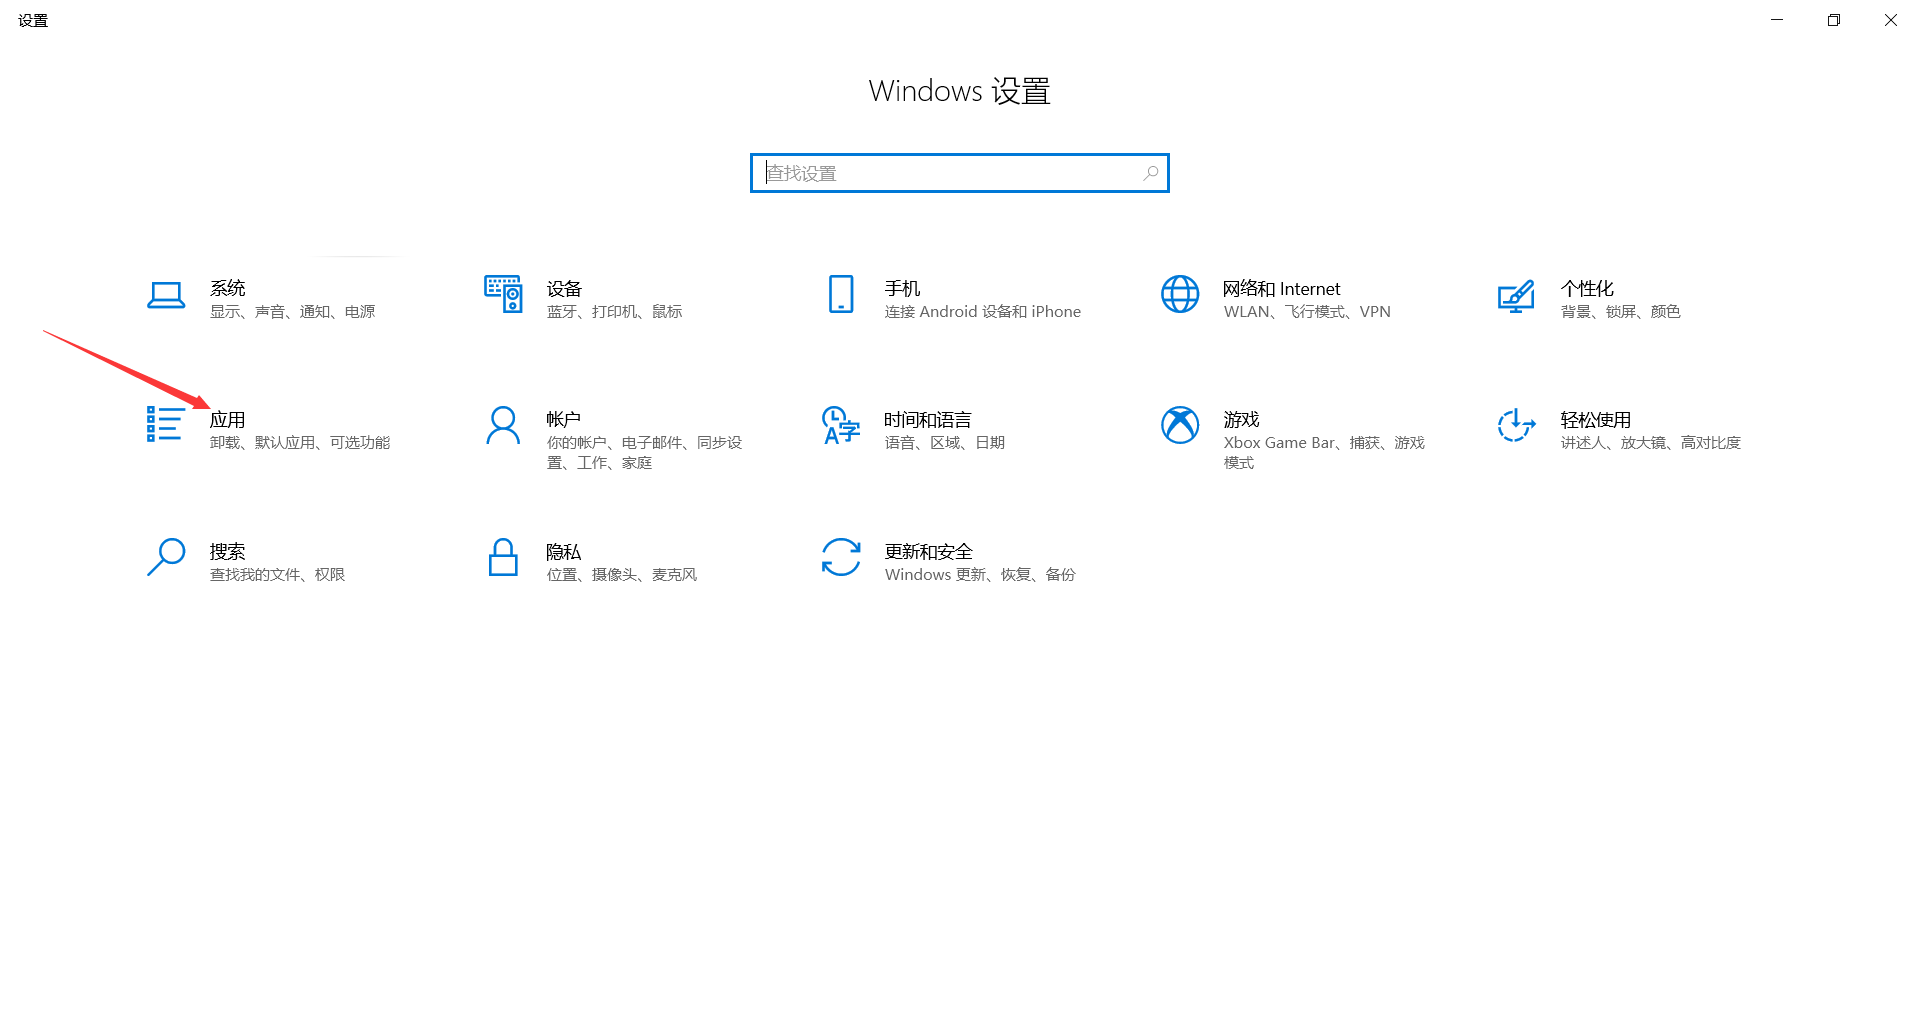 设置
Windows 设置
查找设置
系统
显示、声音、通知、电源
设备
蓝牙、打印机、鼠标
手机
连接 Android 设备和 iPhone
网络和 Internet
WLAN、飞行模式、VPN
个性化
背景、锁屏、颜色
应用
卸载、默认应用、可选功能
帐户
你的帐户、电子邮件、同步设
置、工作、家庭
时间和语言
语音、区域、日期
游戏
Xbox Game Bar、捕获、游戏
模式
轻松使用
讲述人、放大镜、高对比度
搜索
查找我的文件、权限
隐私
位置、摄像头、麦克风
更新和安全
Windows 更新、恢复、备份